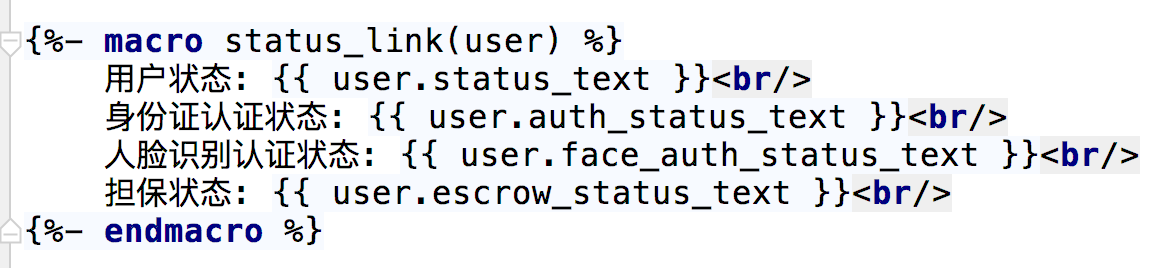 {%- macro status_link(user) %}
用户状态: {{ user.status_text }}<br/>
身份证认证状态: {{ user.auth_status_text }}<br/>
人脸识别认证状态: {{ user.face_auth_status_text }}<br/>
担保状态: {{ user.escrow_status_text }}<br/>
{%- endmacro %}